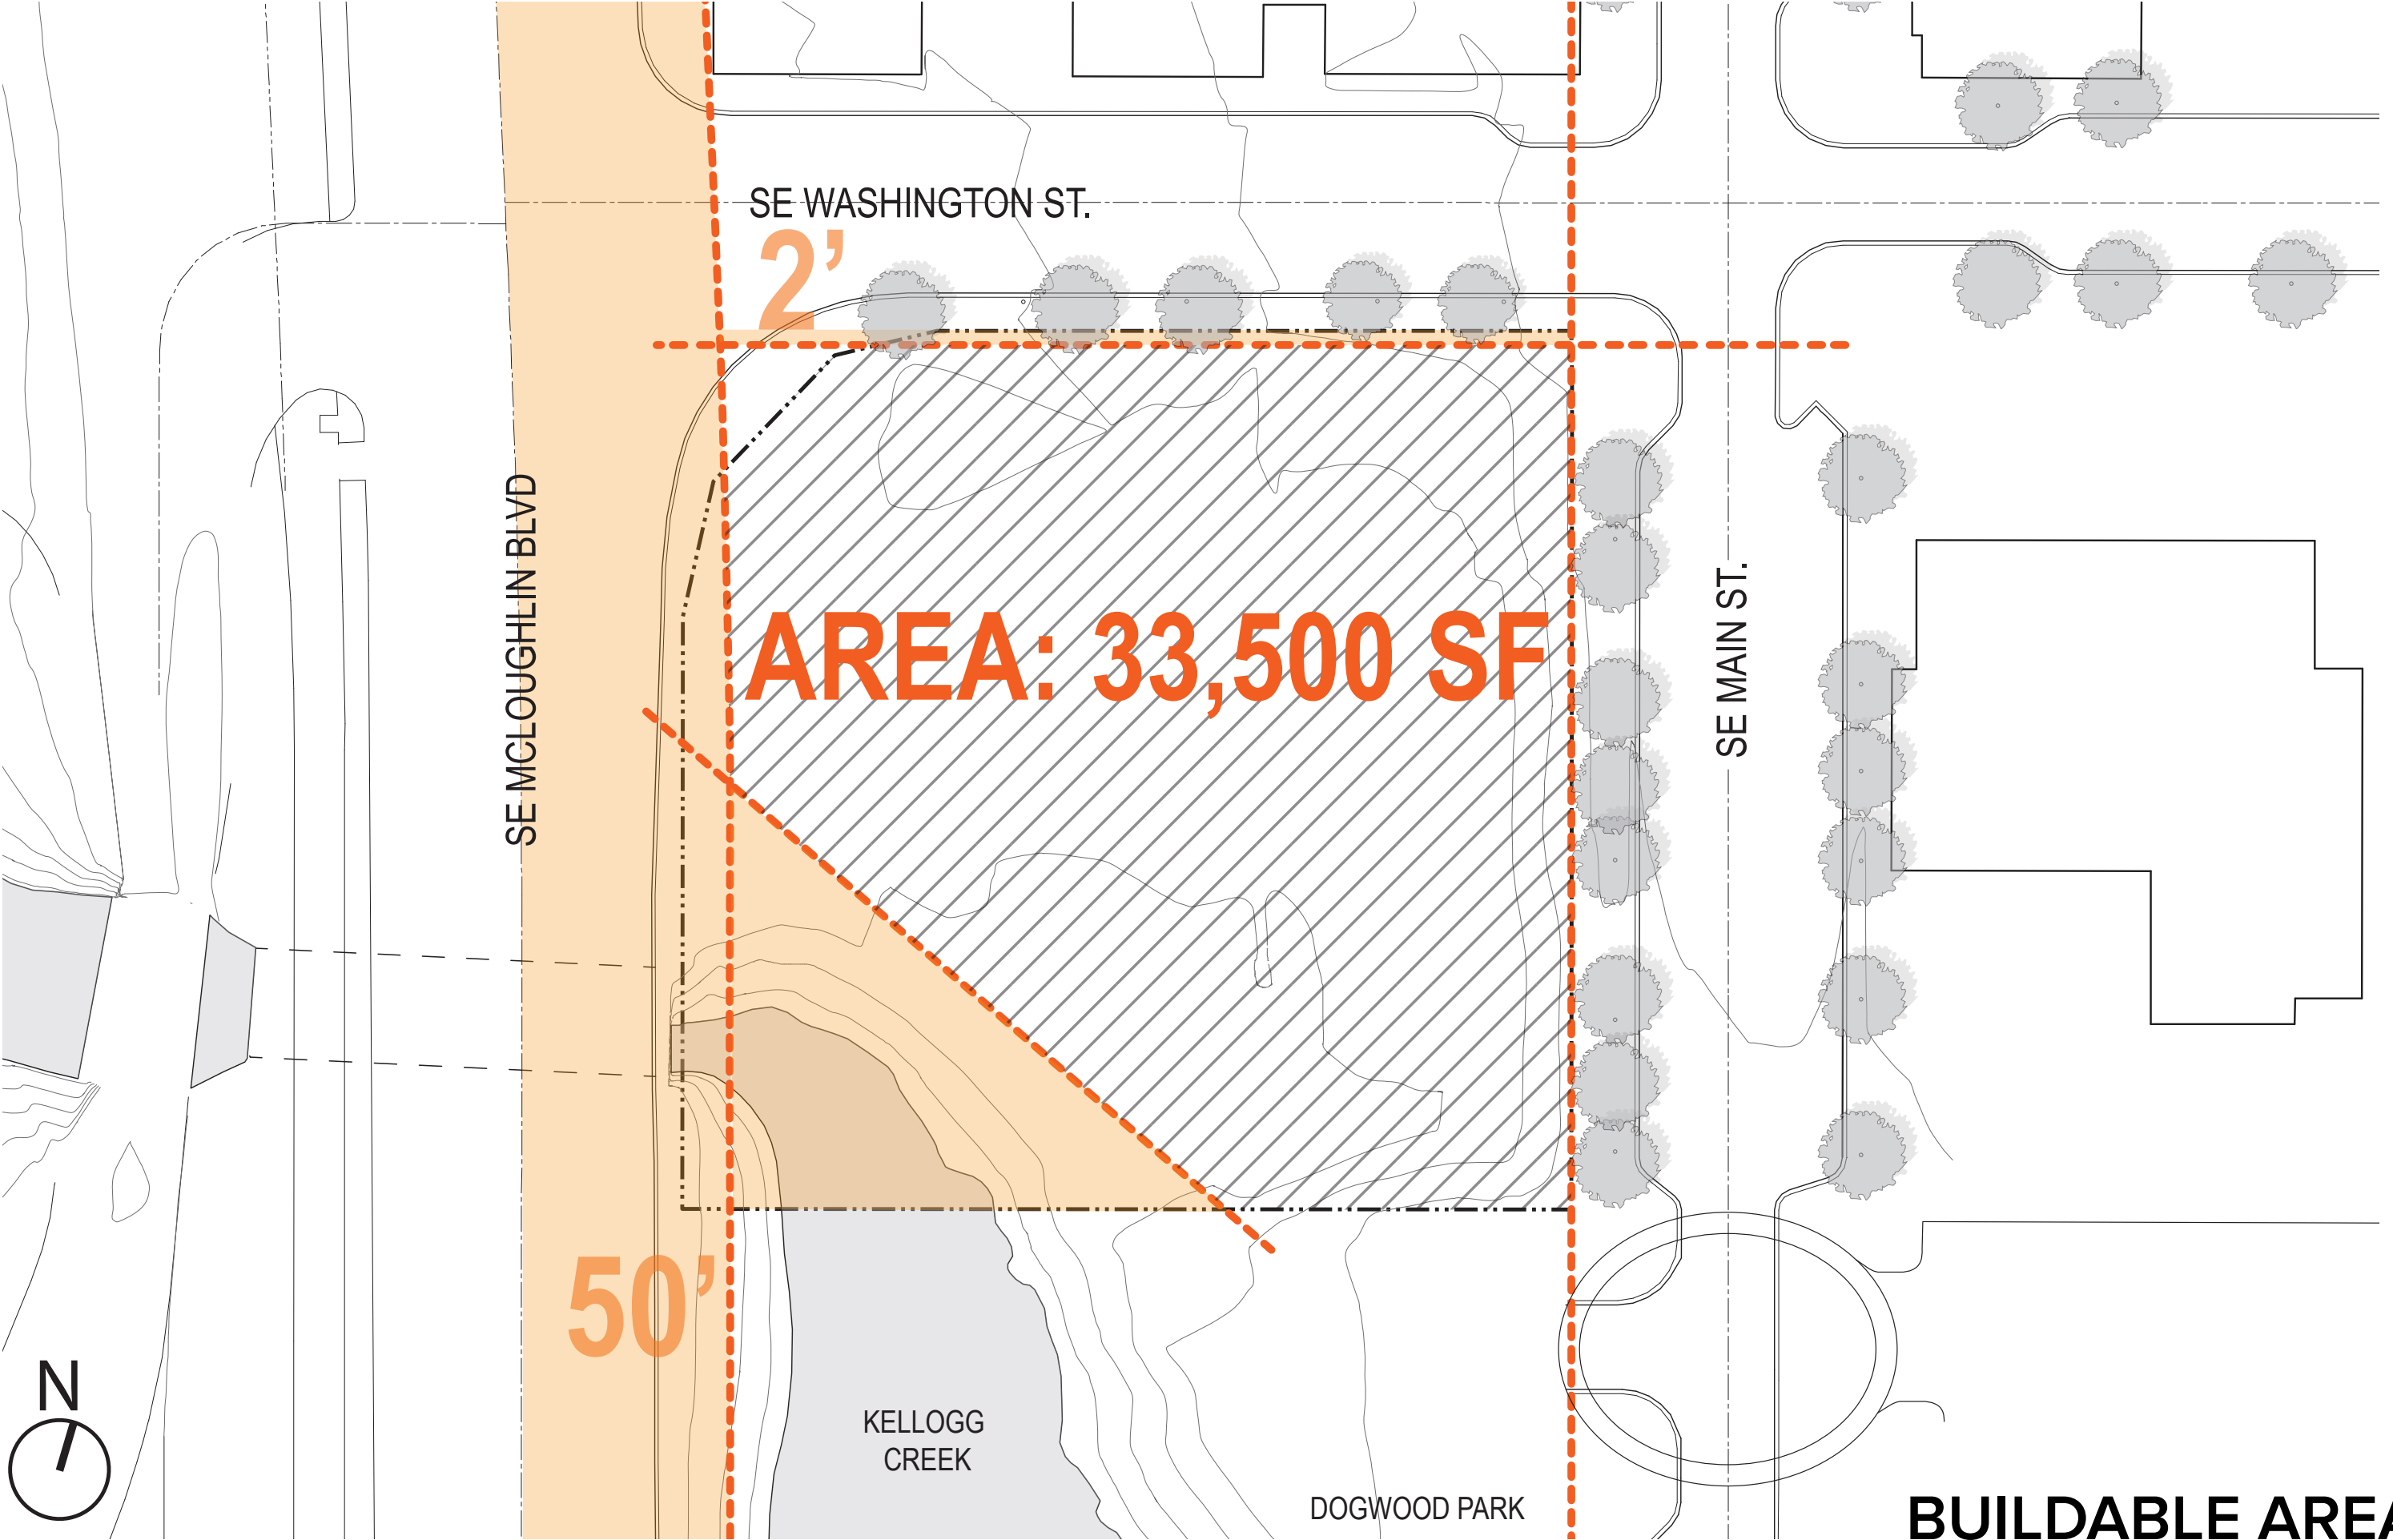 SE WASHINGTON ST.
2’
SE MCLOUGHLIN BLVD
AREA: 33,500 SF
SE MAIN ST.
50’
N
KELLOGG
CREEK
DOGWOOD PARK
BUILDABLE AREA